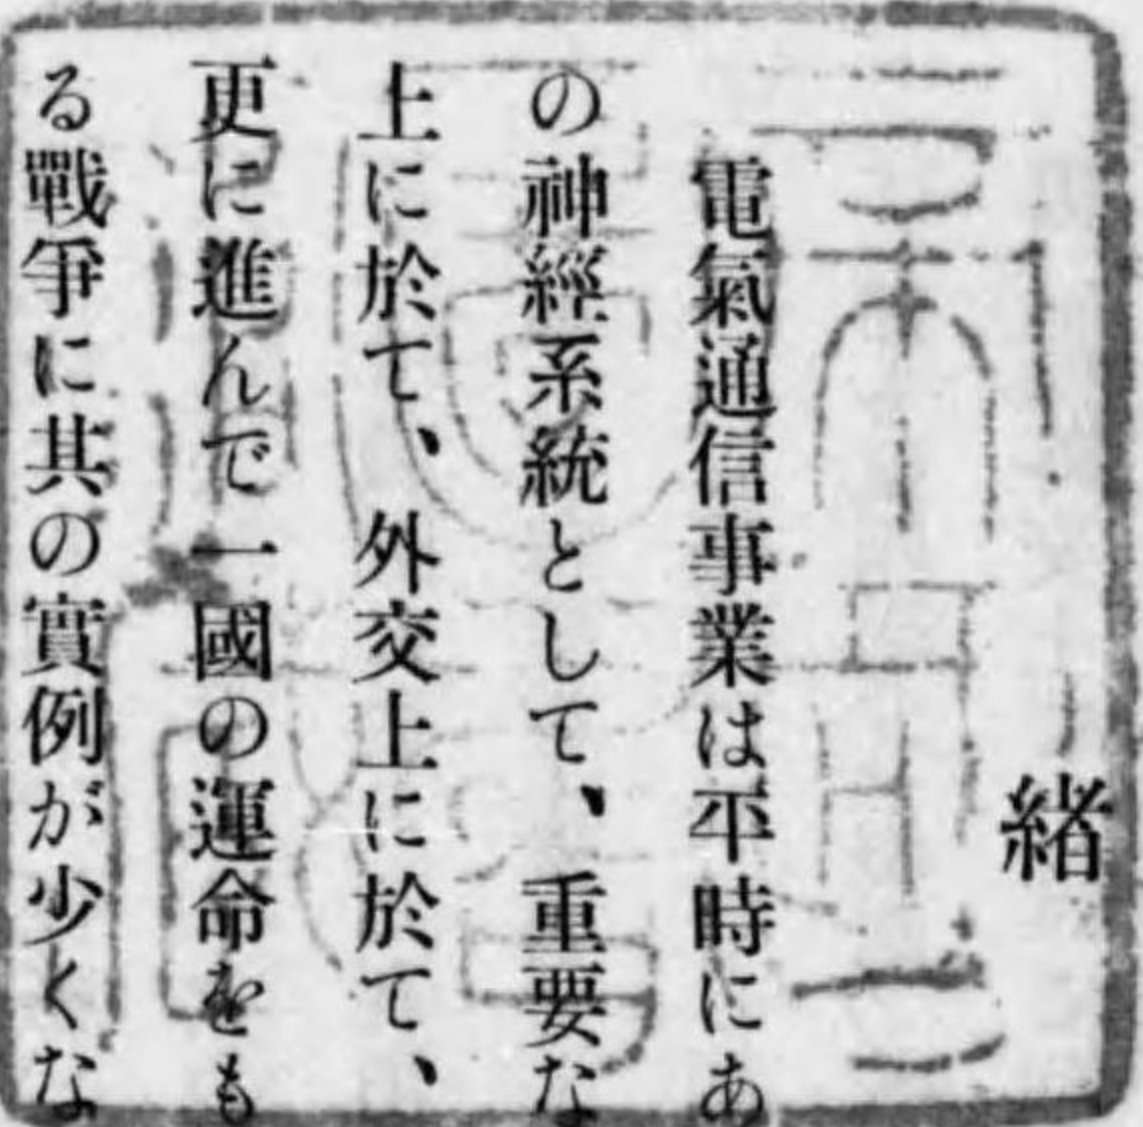 緒
電氣通信事業は平時にあ
の神經系統として、重要な
上に於て、外交上に於て、
更に進んで一國の運命をも
る戰爭に其の實例が少くな